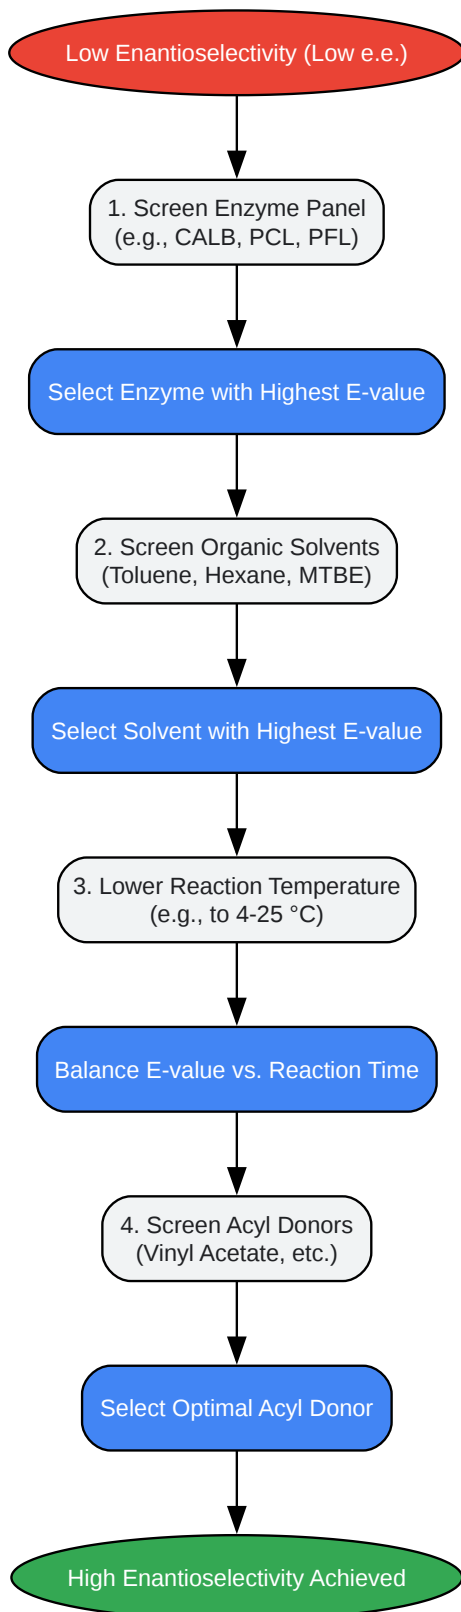 Low Enantioselectivity (Low e.e.)
1. Screen Enzyme Panel
(e.g., CALB, PCL, PFL)
Select Enzyme with Highest E-value
2. Screen Organic Solvents
(Toluene, Hexane, MTBE)
Select Solvent with Highest E-value
3. Lower Reaction Temperature
(e.g., to 4-25 °C)
Balance E-value vs. Reaction Time
4. Screen Acyl Donors
(Vinyl Acetate, etc.)
Select Optimal Acyl Donor
High Enantioselectivity Achieved